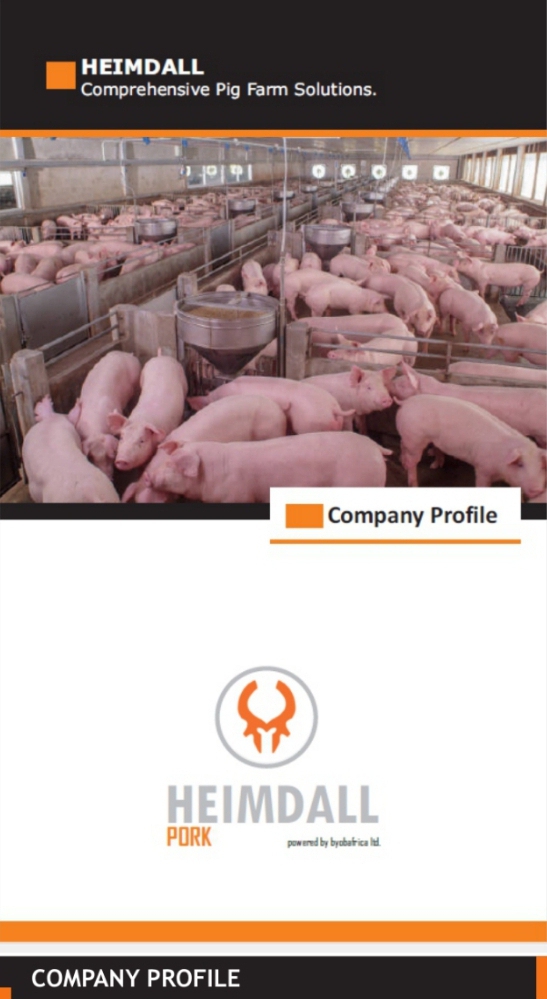 HEIMDALL
Comprehensive Pig Farm Solutions.
Company Profile
HEIMDALL
PORK
powered by byobafrica ltd.
COMPANY PROFILE